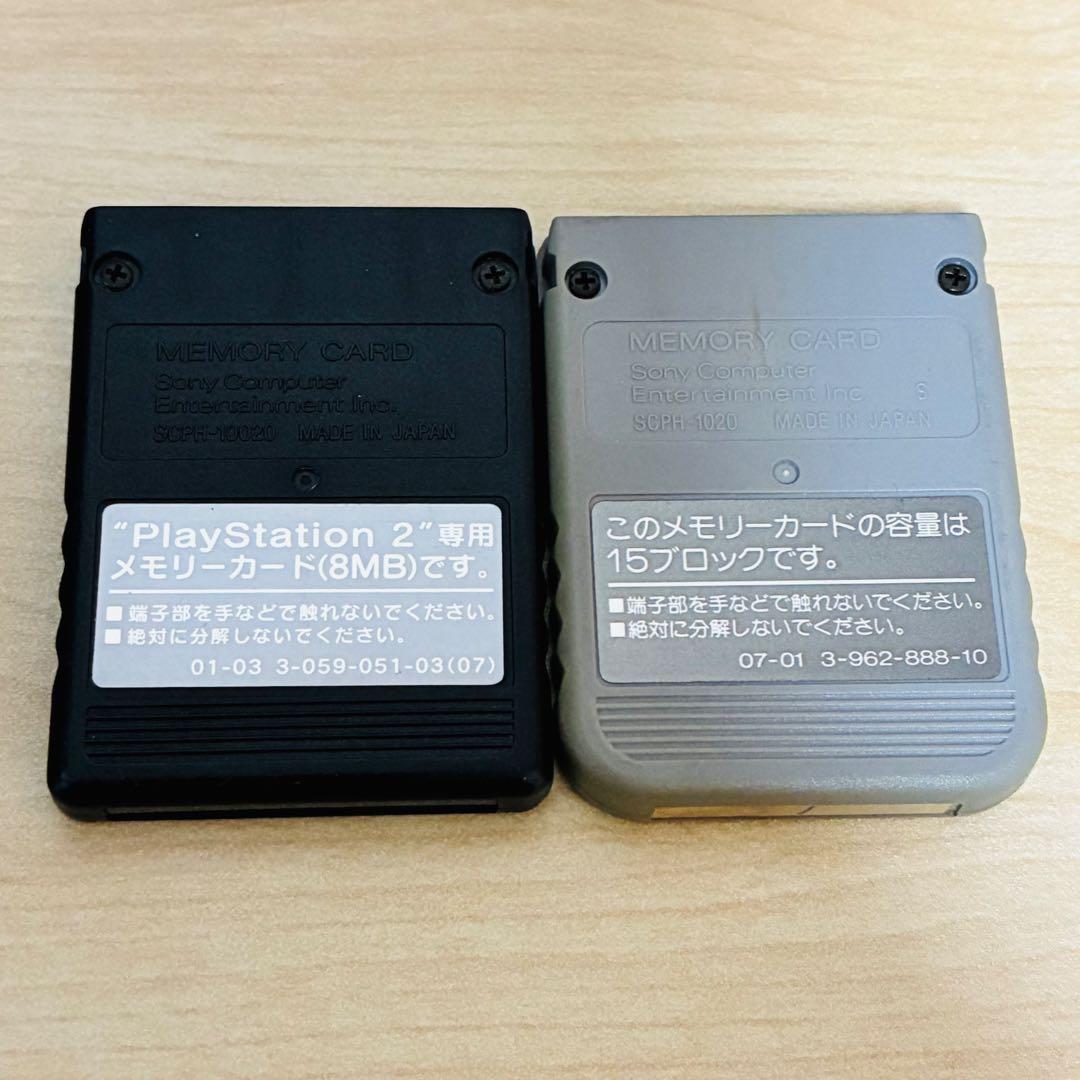 MEMORY CARD
Sony Computer
Entertainment Inc.
SCPH-10020 MADE IN JAPAN
“PlayStation 2”専用
メモリーカード(8MB)です。
■端子部を手などで触れないでください。
■絶対に分解しないでください。
01-03 3-059-051-03(07)
MEMORY CARD
Sony Computer
Entertainment Inc. S
SCPH-1020 MADE IN JAPAN
このメモリーカードの容量は
15ブロックです。
■端子部を手などで触れないでください。
■絶対に分解しないでください。
07-01 3-962-888-10